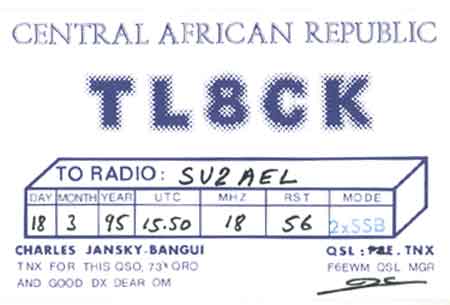 CENTRAL AFRICAN REPUBLIC
TL8CK
TO RADIO: SV2AEL
DAY MONTH YEAR UTC MHZ RST MODE
18 3 95 15.50 18 56 2xSSB
CHARLES JANSKY-BANGUI
TNX FOR THIS QSO, 73'S QRO
AND GOOD DX DEAR OM
QSL: PSE. TNX
F6EWM QSL MGR